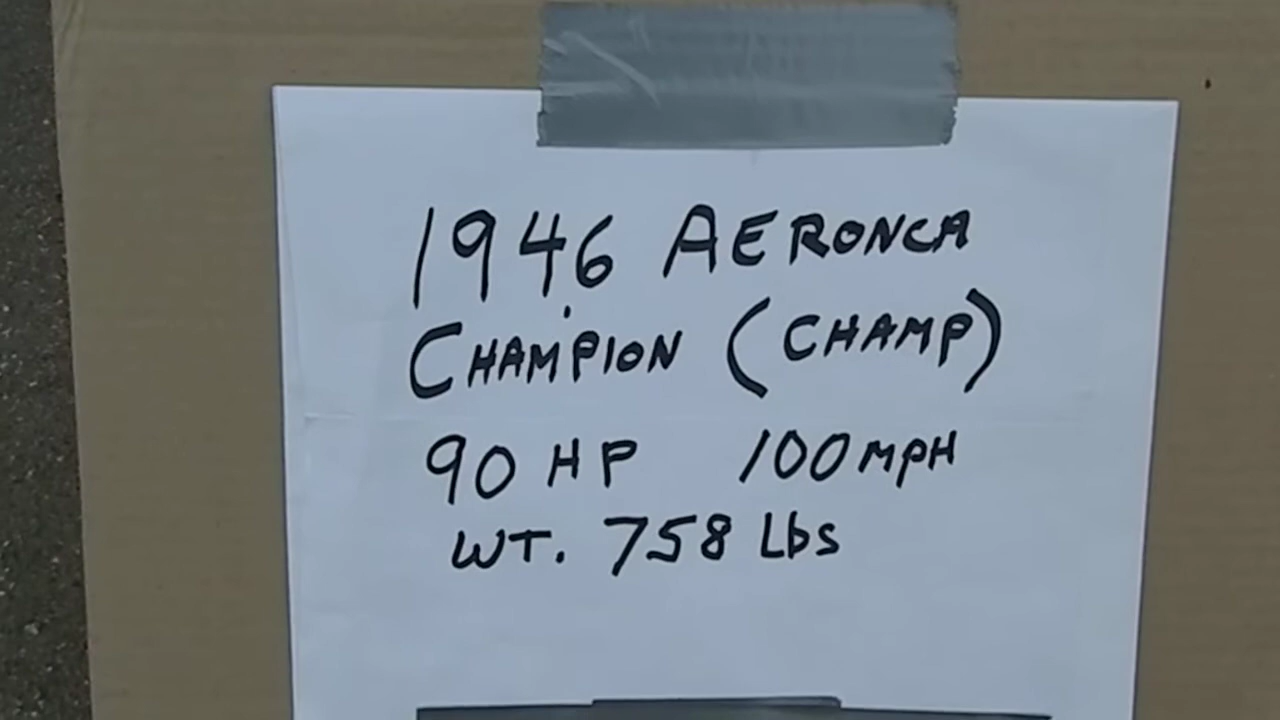 1946 AERONCA
CHAMPION (CHAMP)
90 HP 100 MPH
WT. 758 Lbs